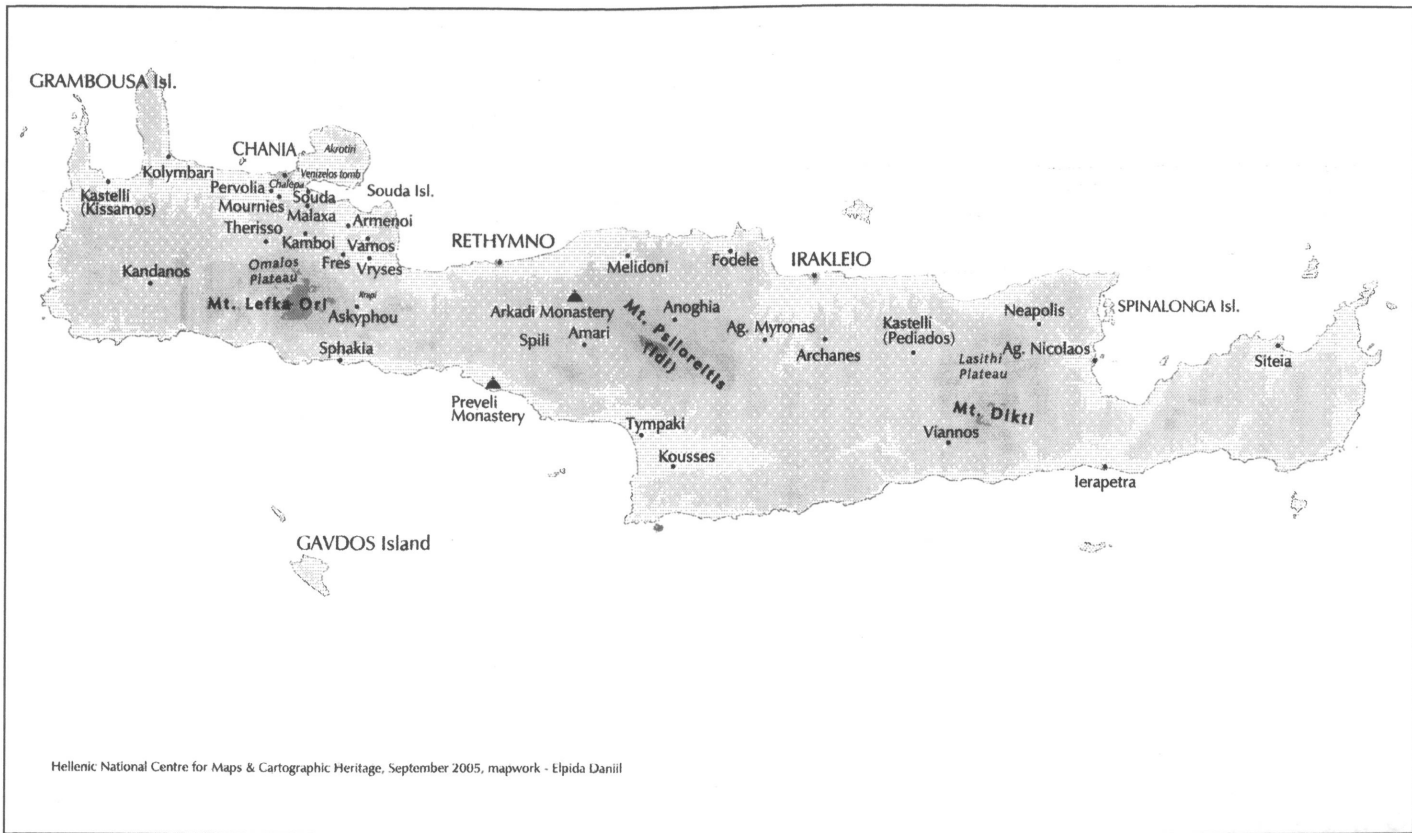 GRAMBOUSA Isl.
CHANIA
Akrotiri
Kolymbari
Venizelos tomb
Chalepa
Pervolia
Souda
Souda Isl.
Kastelli
(Kissamos)
Mournies
Malaxa
Armenoi
Therisso
Kamboi
Vamos
RETHYMNO
Fodele
IRAKLEIO
Melidoni
Omalos
Plateau
Fres
Vryses
Kandanos
Mt. Lefka Ori
Krapi
Askyphou
Arkadi Monastery
Anoghia
Mt. Psiloreitis
(Idi)
Spili
Amari
Ag. Myronas
Archanes
Kastelli
(Pediados)
Neapolis
SPINALONGA Isl.
Ag. Nicolaos
Lasithi
Plateau
Siteia
Sphakia
Preveli
Monastery
Mt. Dikti
Tympaki
Viannos
Kousses
Ierapetra
GAVDOS Island
Hellenic National Centre for Maps & Cartographic Heritage, September 2005, mapwork - Elpida Daniil